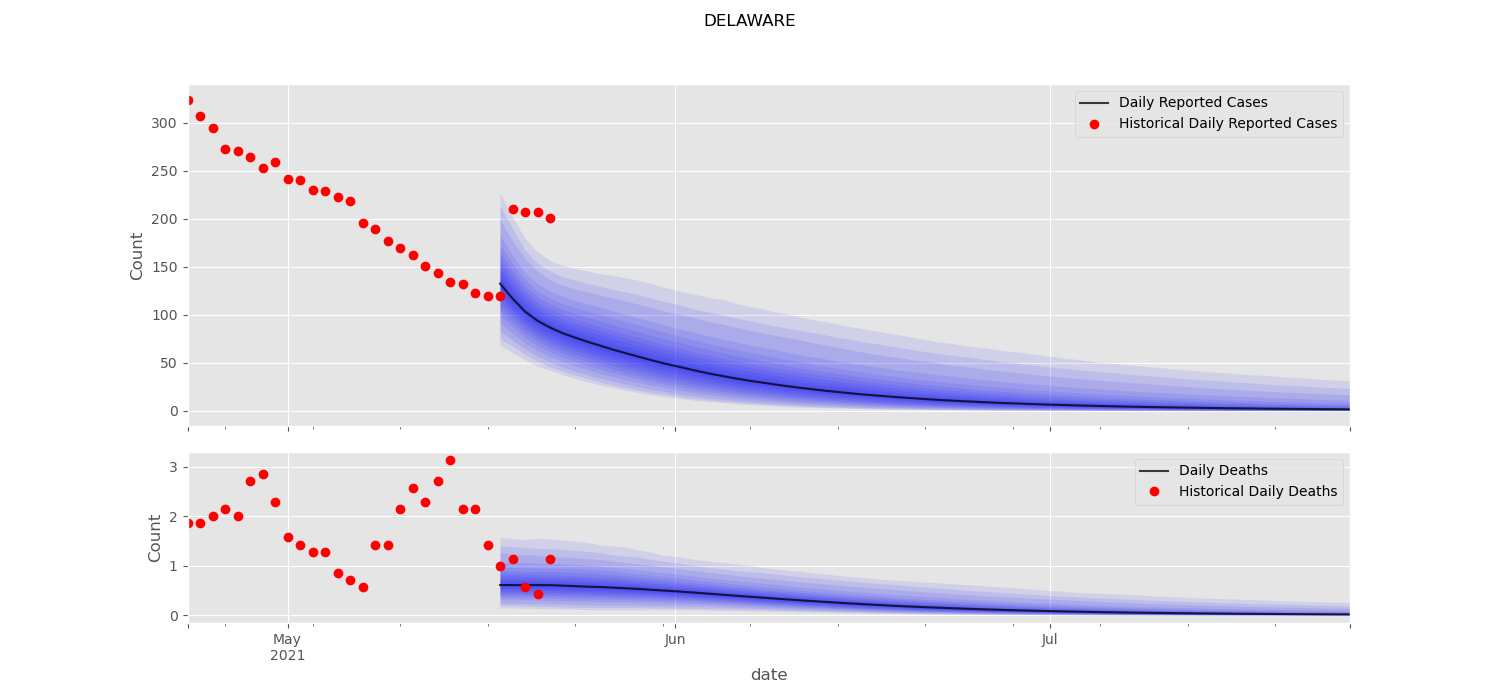 DELAWARE
Daily Reported Cases
Historical Daily Reported Cases
300
250
200
150
100
50
0
Count
Daily Deaths
Historical Daily Deaths
3
2
1
0
Count
May
2021
Jun
Jul
date